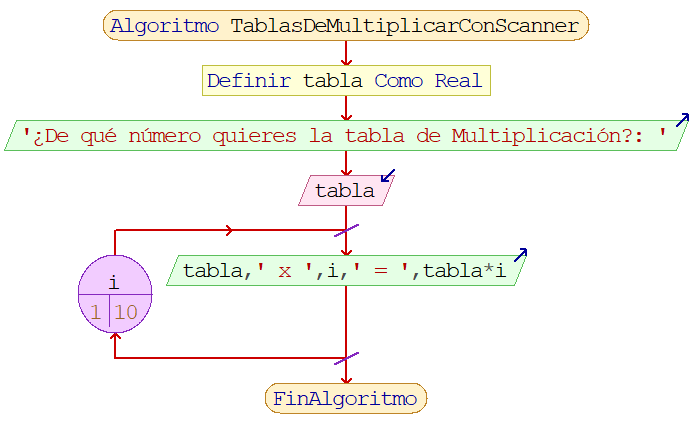 Algoritmo TablasDeMultiplicarConScanner
Definir tabla Como Real
'¿De qué número quieres la tabla de Multiplicación?: '
tabla
tabla,' x ',i,' = ',tabla*i
i
1 10
FinAlgoritmo